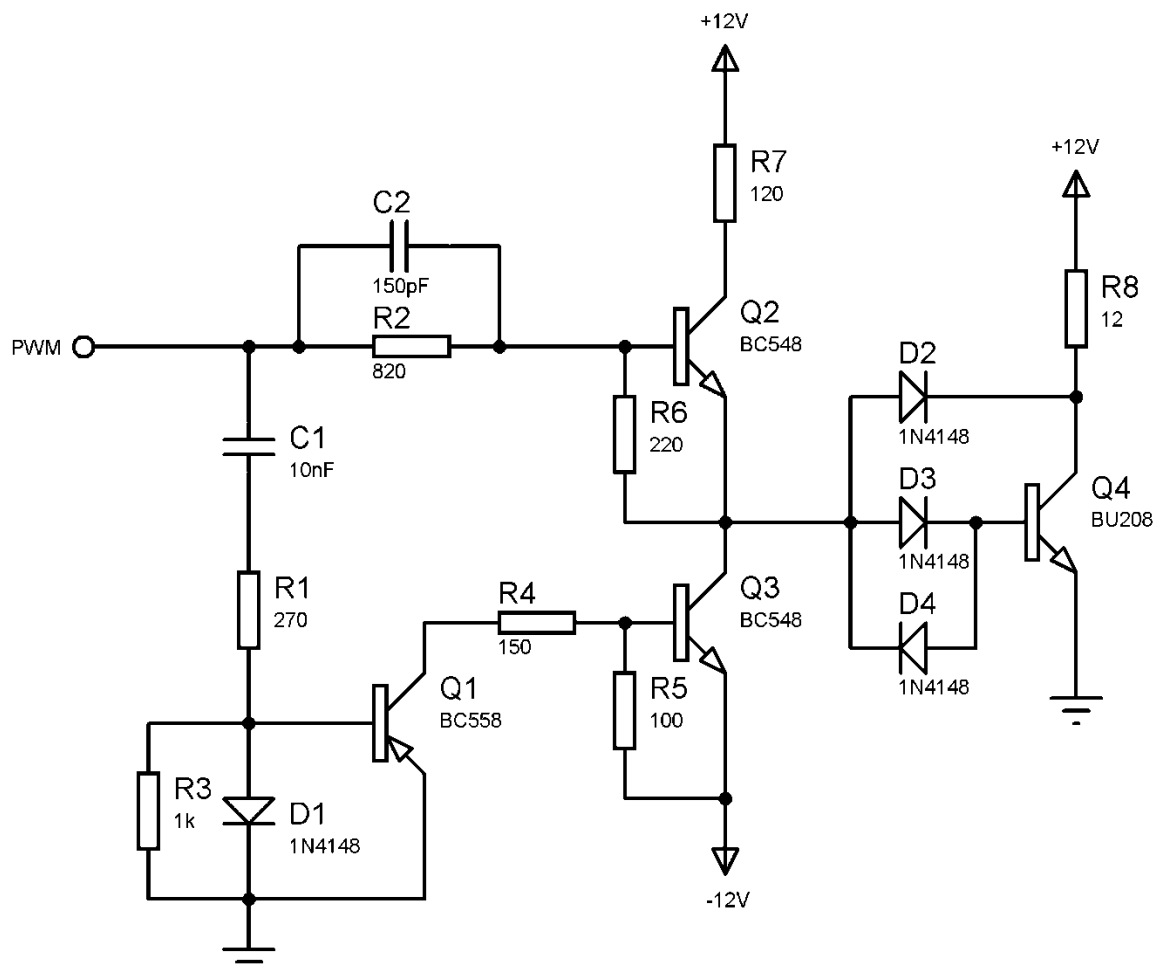 +12V
R7
120
+12V
C2
150pF
R2
820
PWM
Q2
BC548
R8
12
D2
1N4148
R6
220
C1
10nF
D3
1N4148
Q4
BU208
R1
270
R4
150
Q3
BC548
D4
1N4148
Q1
BC558
R5
100
R3
1k
D1
1N4148
-12V